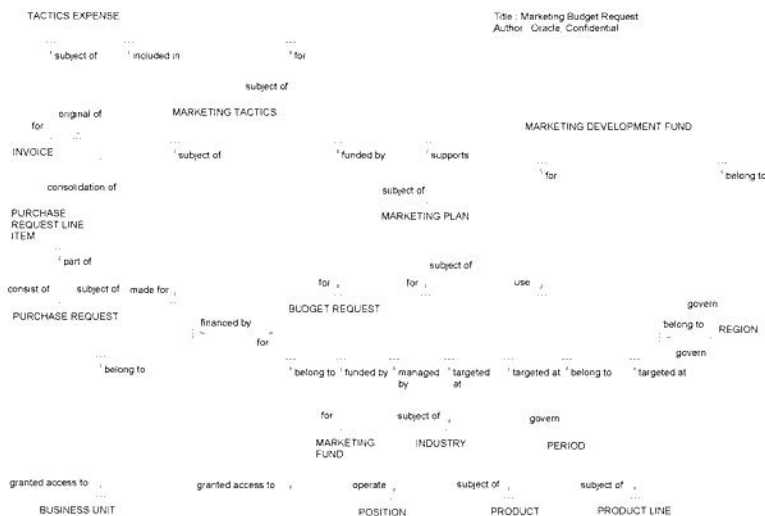 TACTICS EXPENSE
Title : Marketing Budget Request
Author : Oracle, Confidential
subject of included in for
subject of
original of MARKETING TACTICS
for
MARKETING DEVELOPMENT FUND
INVOICE subject of funded by supports
for belong to
consolidation of subject of
PURCHASE
REQUEST LINE
ITEM
MARKETING PLAN
part of
subject of
consist of subject of made for for for use
BUDGET REQUEST govern
PURCHASE REQUEST financed by belong to REGION
for
govern
belong to belong to funded by managed
by targeted
at targeted at belong to targeted at
for subject of govern
MARKETING
FUND
INDUSTRY PERIOD
granted access to granted access to operate subject of subject of
BUSINESS UNIT POSITION PRODUCT PRODUCT LINE